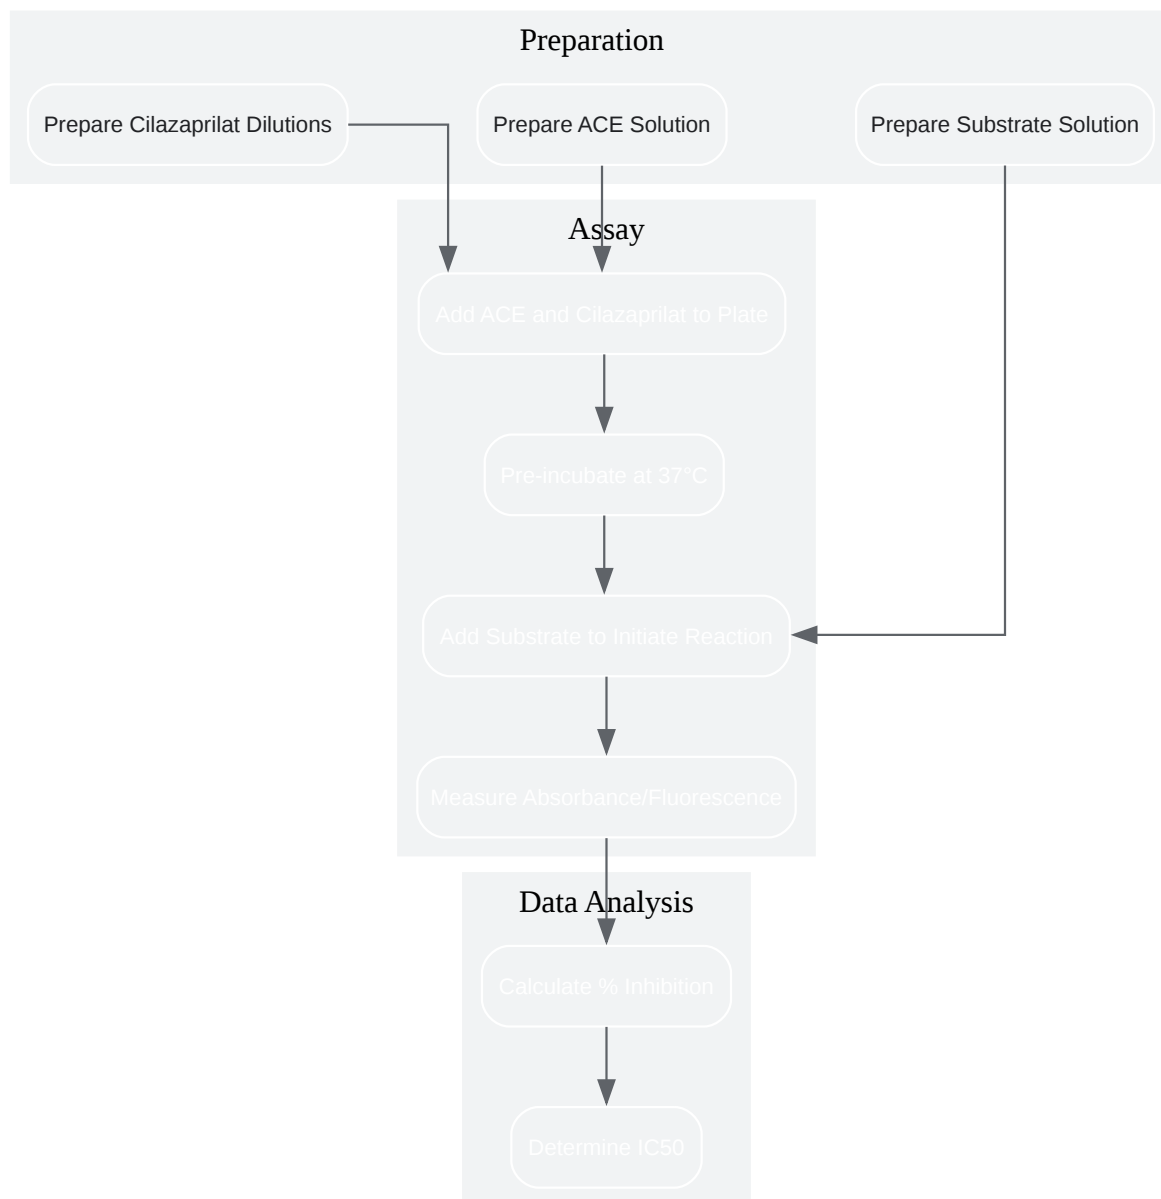 Preparation
Prepare Cilazaprilat Dilutions
Prepare ACE Solution
Prepare Substrate Solution
Assay
Add ACE and Cilazaprilat to Plate
Pre-incubate at 37°C
Add Substrate to Initiate Reaction
Measure Absorbance/Fluorescence
Data Analysis
Calculate % Inhibition
Determine IC50